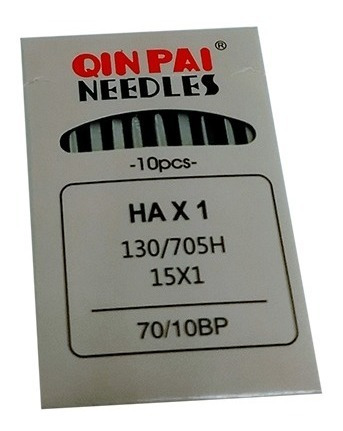 QIN PAI®
NEEDLES
-10pcs-
HA X 1
130/705H
15X1
70/10BP